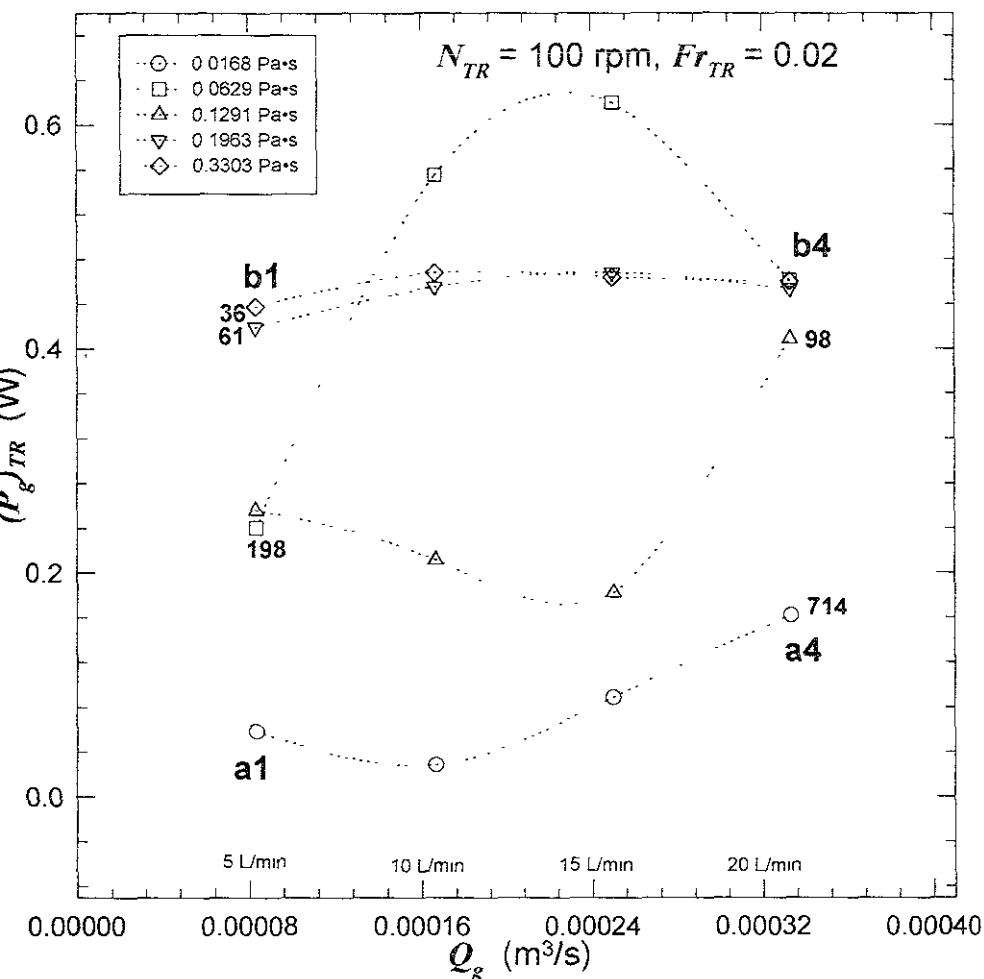 N_TR = 100 rpm, Fr_TR = 0.02
0 0168 Pa•s
0 0629 Pa•s
0.1291 Pa•s
0 1963 Pa•s
0.3303 Pa•s
0.6
0.4
0.2
0.0
(P_g)_TR (W)
b1
36
61
b4
98
198
714
a4
a1
5 L/min
10 L/min
15 L/min
20 L/min
0.00000
0.00008
0.00016
0.00024
0.00032
0.00040
Q_g (m³/s)